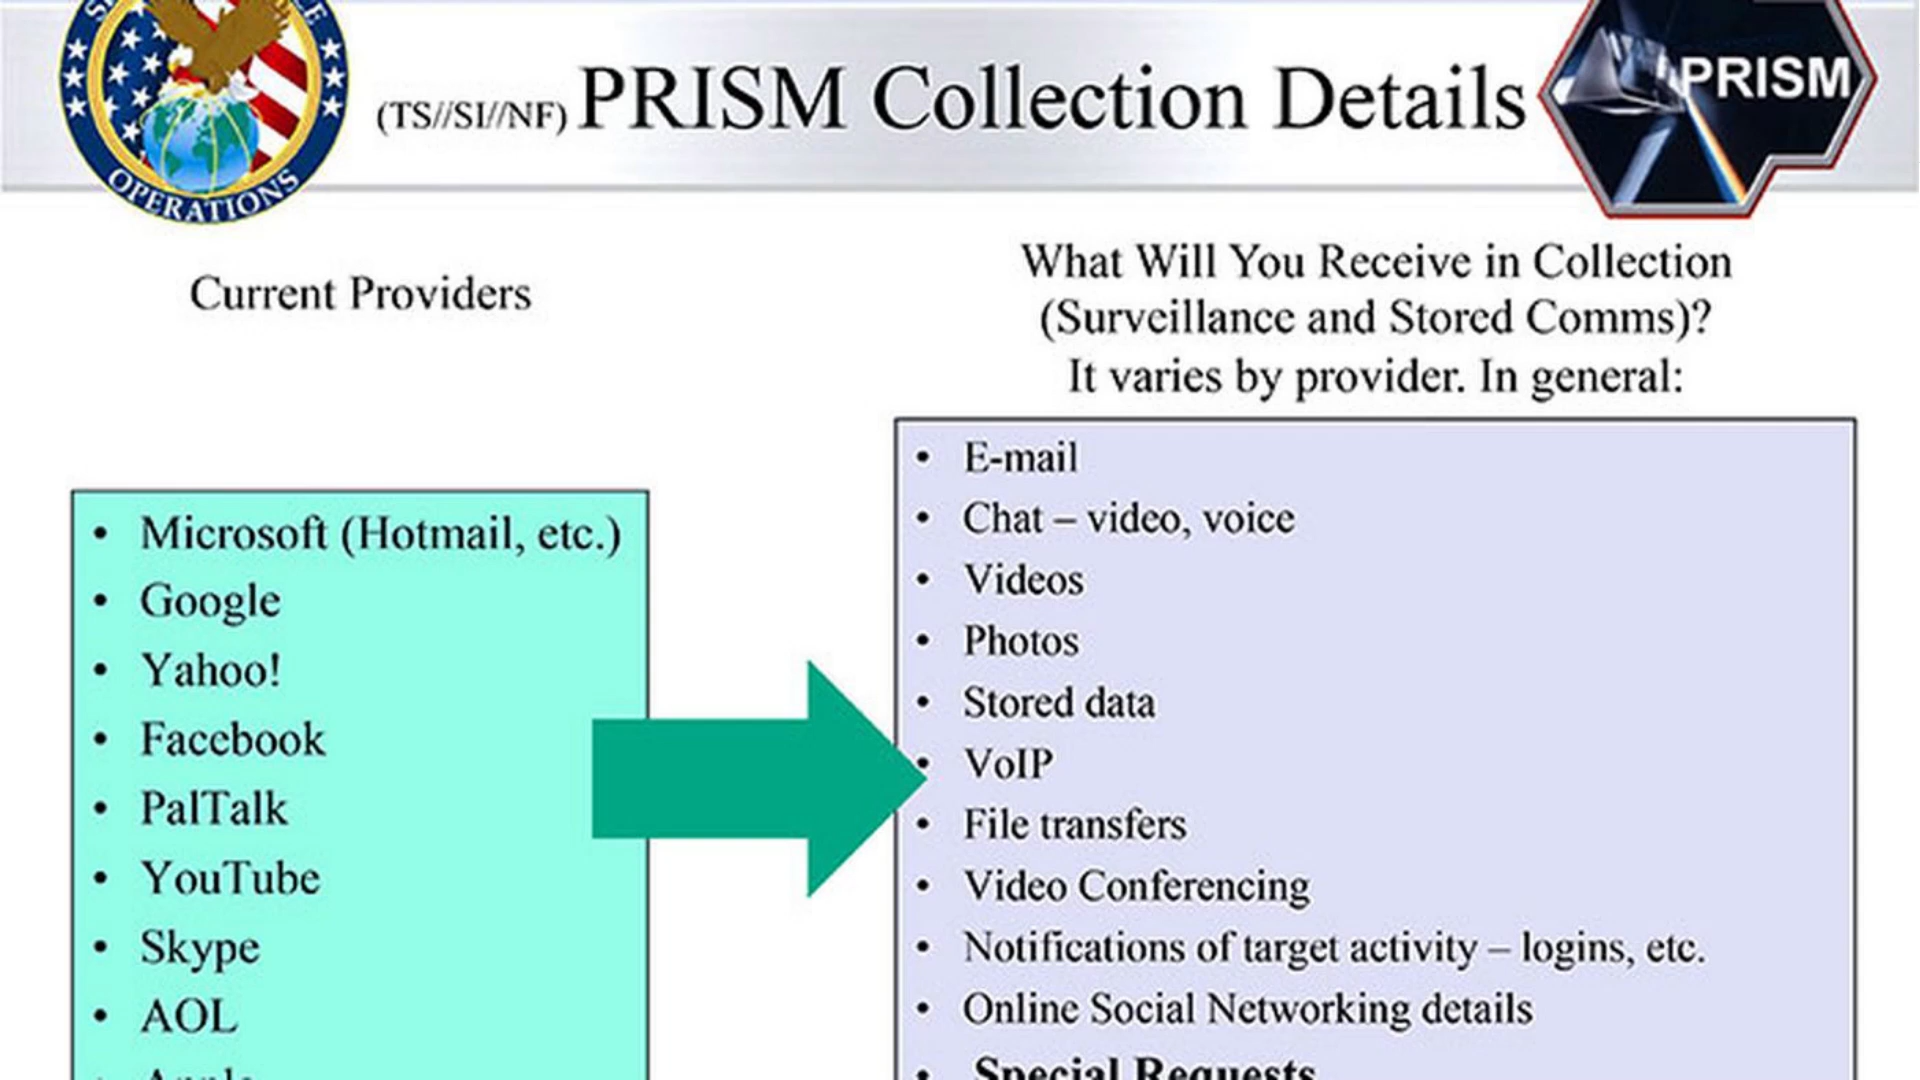 OPERATIONS
(TS//SI//NF) PRISM Collection Details
PRISM
Current Providers
• Microsoft (Hotmail, etc.)
• Google
• Yahoo!
• Facebook
• PalTalk
• YouTube
• Skype
• AOL
• Apple
What Will You Receive in Collection
(Surveillance and Stored Comms)?
It varies by provider. In general:
• E-mail
• Chat – video, voice
• Videos
• Photos
• Stored data
• VoIP
• File transfers
• Video Conferencing
• Notifications of target activity – logins, etc.
• Online Social Networking details
• Special Requests